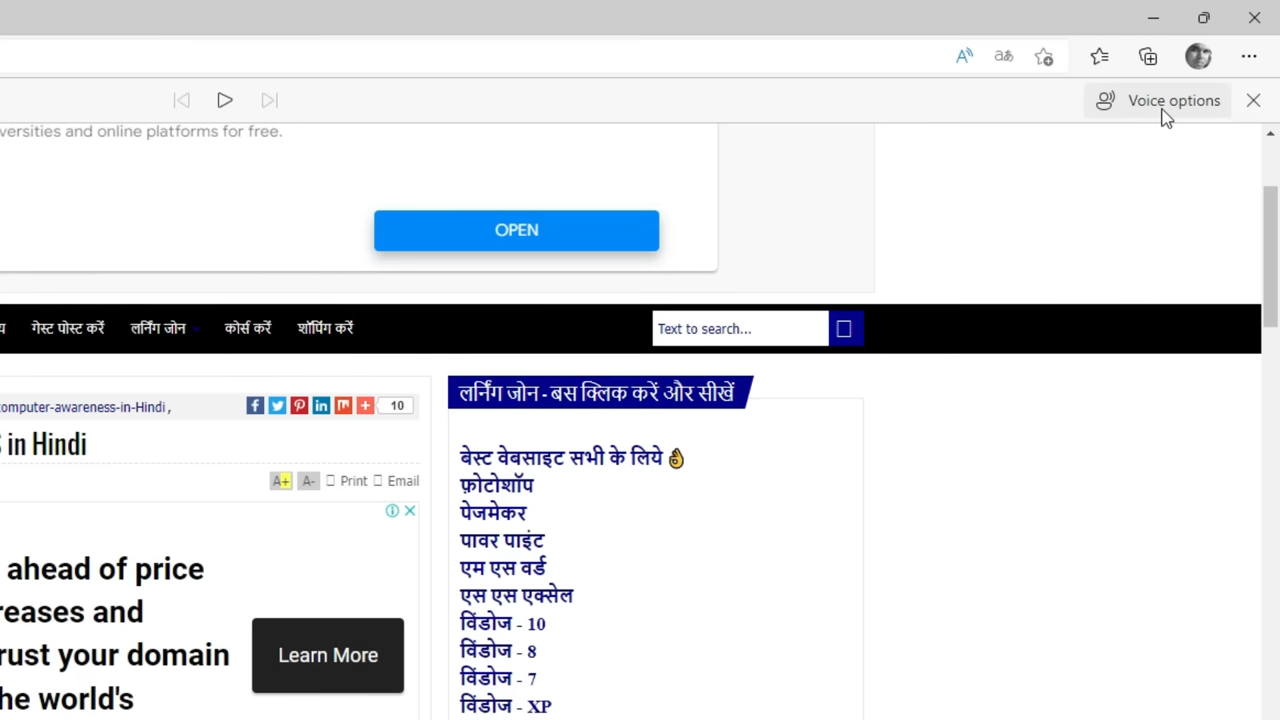 aあ
Voice options
versities and online platforms for free.
OPEN
गेस्ट पोस्ट करें लर्निंग जोन कोर्स करें शॉपिंग करें
Text to search...
लर्निंग जोन - बस क्लिक करें और सीखें
omputer-awareness-in-Hindi,
10
in Hindi
A+ A- Print Email
बेस्ट वेबसाइट सभी के लिये 👌
फ़ोटोशॉप
पेजमेकर
पावर पाइंट
एम एस वर्ड
एस एस एक्सेल
विंडोज - 10
विंडोज - 8
विंडोज - 7
विंडोज - XP
ahead of price
reases and
rust your domain
he world's
Learn More